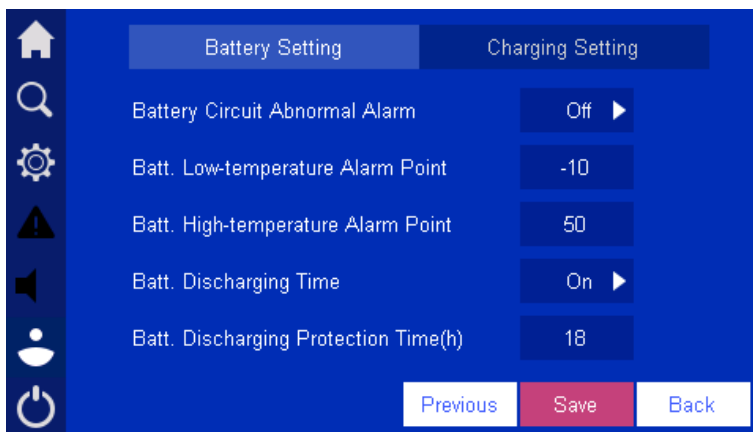 Battery Setting Charging Setting
Battery Circuit Abnormal Alarm Off
Batt. Low-temperature Alarm Point -10
Batt. High-temperature Alarm Point 50
Batt. Discharging Time On
Batt. Discharging Protection Time(h) 18
Previous Save Back